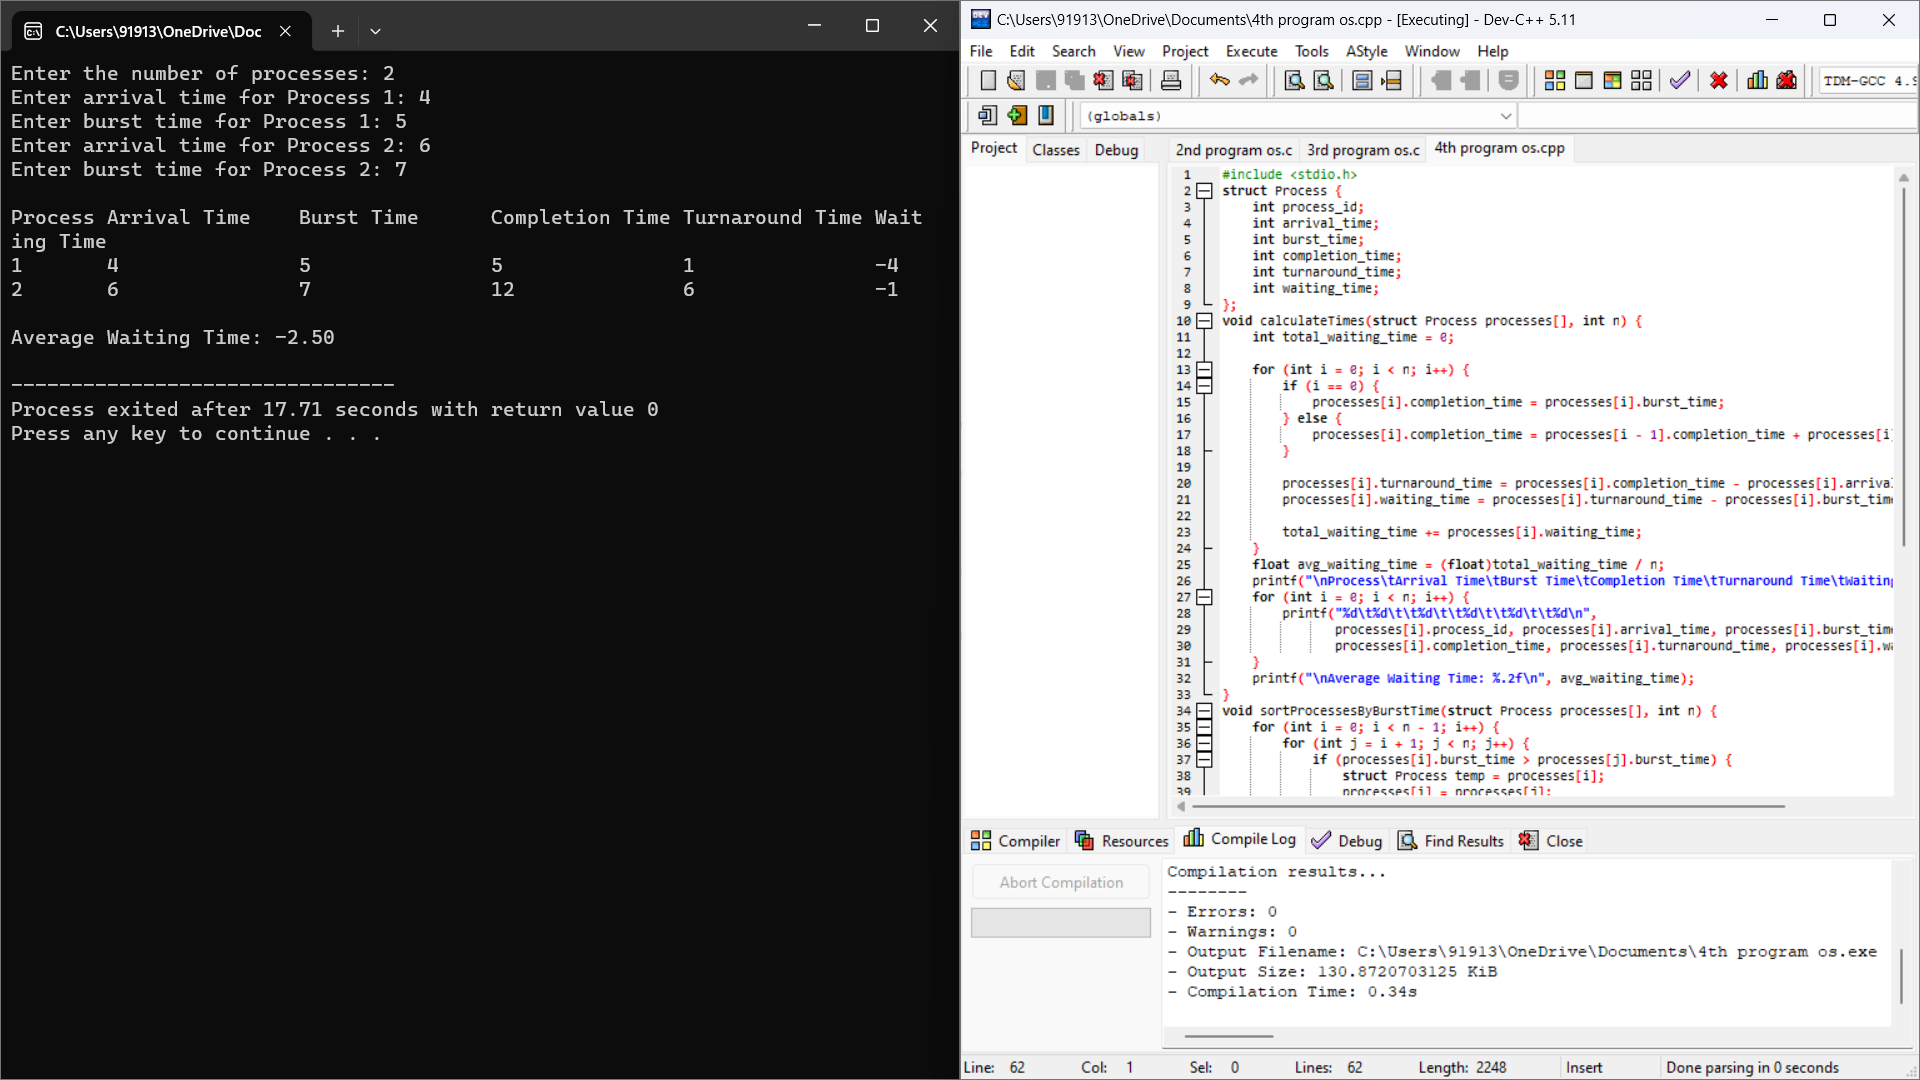 C:\Users\91913\OneDrive\Doc
Enter the number of processes: 2
Enter arrival time for Process 1: 4
Enter burst time for Process 1: 5
Enter arrival time for Process 2: 6
Enter burst time for Process 2: 7
Process Arrival Time    Burst Time      Completion Time Turnaround Time Wait
ing Time
1       4               5               5               1               -4
2       6               7               12              6               -1
Average Waiting Time: -2.50
--------------------------------
Process exited after 17.71 seconds with return value 0
Press any key to continue . . .
C:\Users\91913\OneDrive\Documents\4th program os.cpp - [Executing] - Dev-C++ 5.11
File Edit Search View Project Execute Tools AStyle Window Help
TDM-GCC 4.9
(globals)
Project Classes Debug
2nd program os.c 3rd program os.c 4th program os.cpp
1 #include <stdio.h>
2 struct Process {
3     int process_id;
4     int arrival_time;
5     int burst_time;
6     int completion_time;
7     int turnaround_time;
8     int waiting_time;
9 };
10 void calculateTimes(struct Process processes[], int n) {
11     int total_waiting_time = 0;
12
13     for (int i = 0; i < n; i++) {
14         if (i == 0) {
15             processes[i].completion_time = processes[i].burst_time;
16         } else {
17             processes[i].completion_time = processes[i - 1].completion_time + processes[i]
18         }
19
20         processes[i].turnaround_time = processes[i].completion_time - processes[i].arrival
21         processes[i].waiting_time = processes[i].turnaround_time - processes[i].burst_time
22
23         total_waiting_time += processes[i].waiting_time;
24     }
25     float avg_waiting_time = (float)total_waiting_time / n;
26     printf("\nProcess\tArrival Time\tBurst Time\tCompletion Time\tTurnaround Time\tWaiting
27     for (int i = 0; i < n; i++) {
28         printf("%d\t%d\t\t%d\t\t%d\t\t%d\t\t%d\n",
29                processes[i].process_id, processes[i].arrival_time, processes[i].burst_time
30                processes[i].completion_time, processes[i].turnaround_time, processes[i].wa
31     }
32     printf("\nAverage Waiting Time: %.2f\n", avg_waiting_time);
33 }
34 void sortProcessesByBurstTime(struct Process processes[], int n) {
35     for (int i = 0; i < n - 1; i++) {
36         for (int j = i + 1; j < n; j++) {
37             if (processes[i].burst_time > processes[j].burst_time) {
38                 struct Process temp = processes[i];
39                 processes[i] = processes[j];
Compiler Resources Compile Log Debug Find Results Close
Abort Compilation
Compilation results...
--------
- Errors: 0
- Warnings: 0
- Output Filename: C:\Users\91913\OneDrive\Documents\4th program os.exe
- Output Size: 130.8720703125 KiB
- Compilation Time: 0.34s
Line: 62 Col: 1 Sel: 0 Lines: 62 Length: 2248 Insert Done parsing in 0 seconds